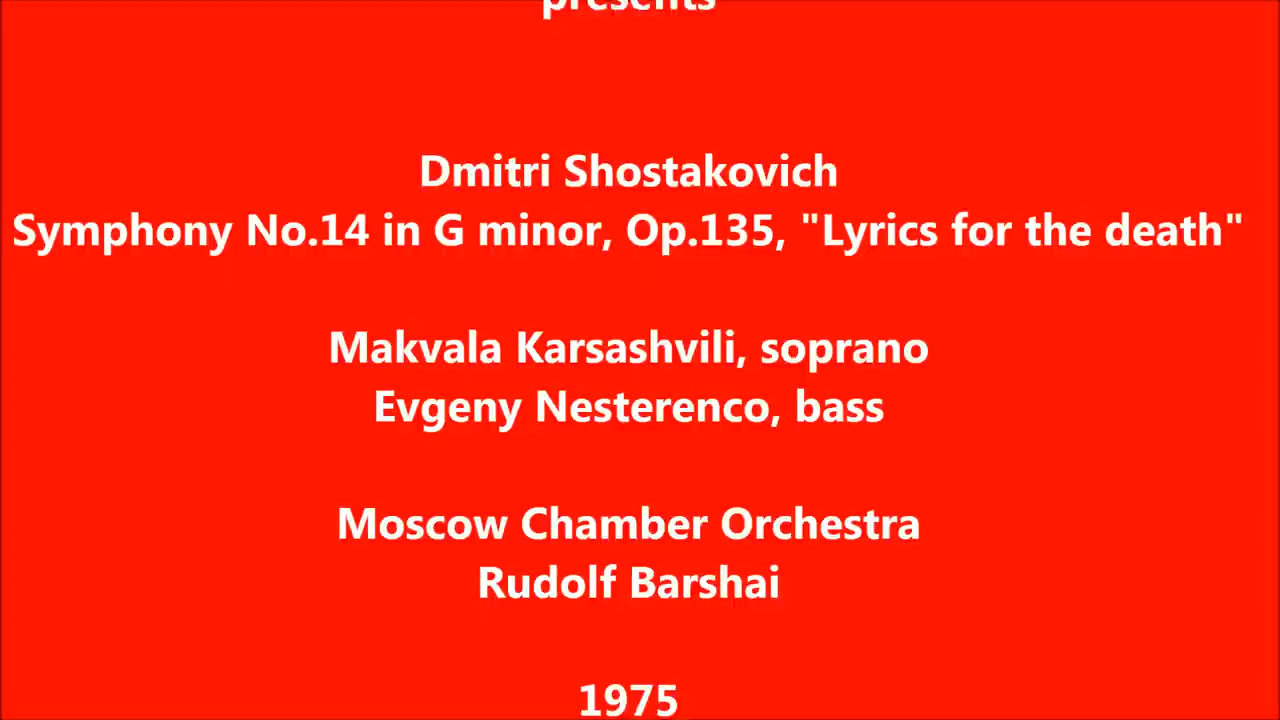 presents
Dmitri Shostakovich
Symphony No.14 in G minor, Op.135, "Lyrics for the death"
Makvala Karsashvili, soprano
Evgeny Nesterenco, bass
Moscow Chamber Orchestra
Rudolf Barshai
1975